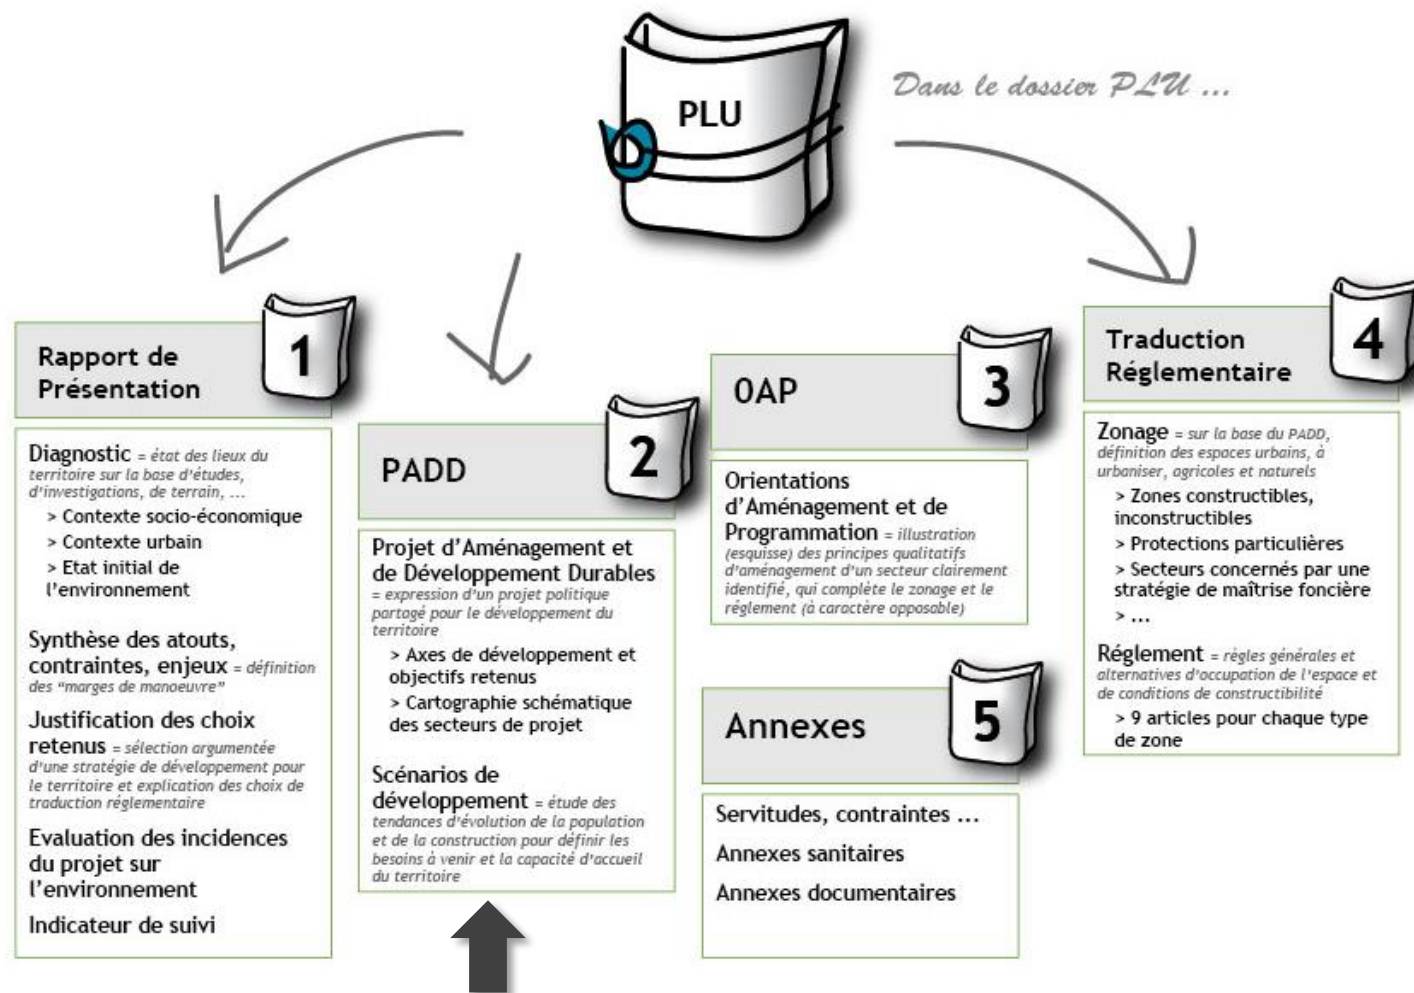 PLU
Dans le dossier PLU ...
1
Rapport de
Présentation
Diagnostic = état des lieux du
territoire sur la base d'études,
d'investigations, de terrain, ...
> Contexte socio-économique
> Contexte urbain
> Etat initial de
l'environnement
Synthèse des atouts,
contraintes, enjeux = définition
des "marges de manoeuvre"
Justification des choix
retenus = sélection argumentée
d'une stratégie de développement pour
le territoire et explication des choix de
traduction réglementaire
Evaluation des incidences
du projet sur
l'environnement
Indicateur de suivi
2
PADD
Projet d'Aménagement et
de Développement Durables
= expression d'un projet politique
partagé pour le développement du
territoire
> Axes de développement et
objectifs retenus
> Cartographie schématique
des secteurs de projet
Scénarios de
développement = étude des
tendances d'évolution de la population
et de la construction pour définir les
besoins à venir et la capacité d'accueil
du territoire
3
OAP
Orientations
d'Aménagement et de
Programmation = illustration
(esquisse) des principes qualitatifs
d'aménagement d'un secteur clairement
identifié, qui complète le zonage et le
réglement (à caractère opposable)
4
Traduction
Réglementaire
Zonage = sur la base du PADD,
définition des espaces urbains, à
urbaniser, agricoles et naturels
> Zones constructibles,
inconstructibles
> Protections particulières
> Secteurs concernés par une
stratégie de maîtrise foncière
> ...
Réglement = règles générales et
alternatives d'occupation de l'espace et
de conditions de constructibilité
> 9 articles pour chaque type
de zone
5
Annexes
Servitudes, contraintes ...
Annexes sanitaires
Annexes documentaires